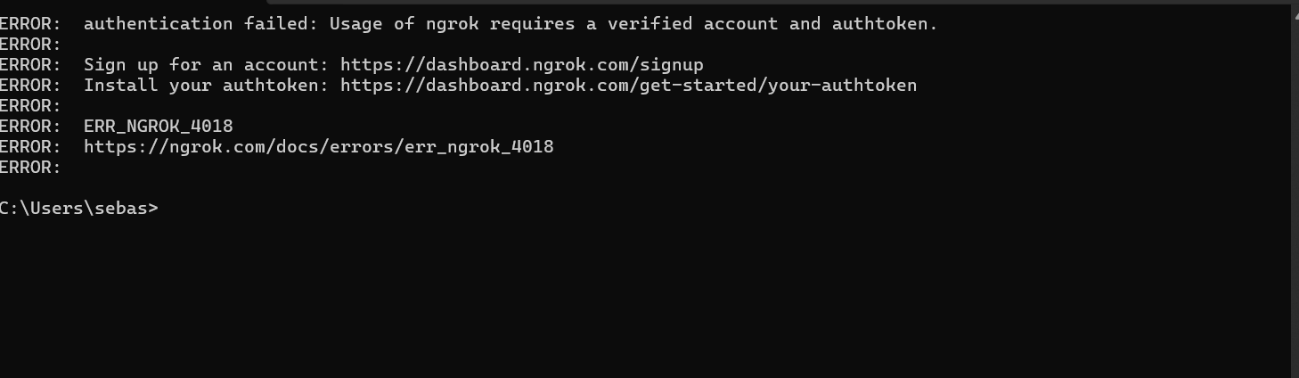 ERROR:  authentication failed: Usage of ngrok requires a verified account and authtoken.
ERROR:
ERROR:  Sign up for an account: https://dashboard.ngrok.com/signup
ERROR:  Install your authtoken: https://dashboard.ngrok.com/get-started/your-authtoken
ERROR:
ERROR:  ERR_NGROK_4018
ERROR:  https://ngrok.com/docs/errors/err_ngrok_4018
ERROR:
C:\Users\sebas>